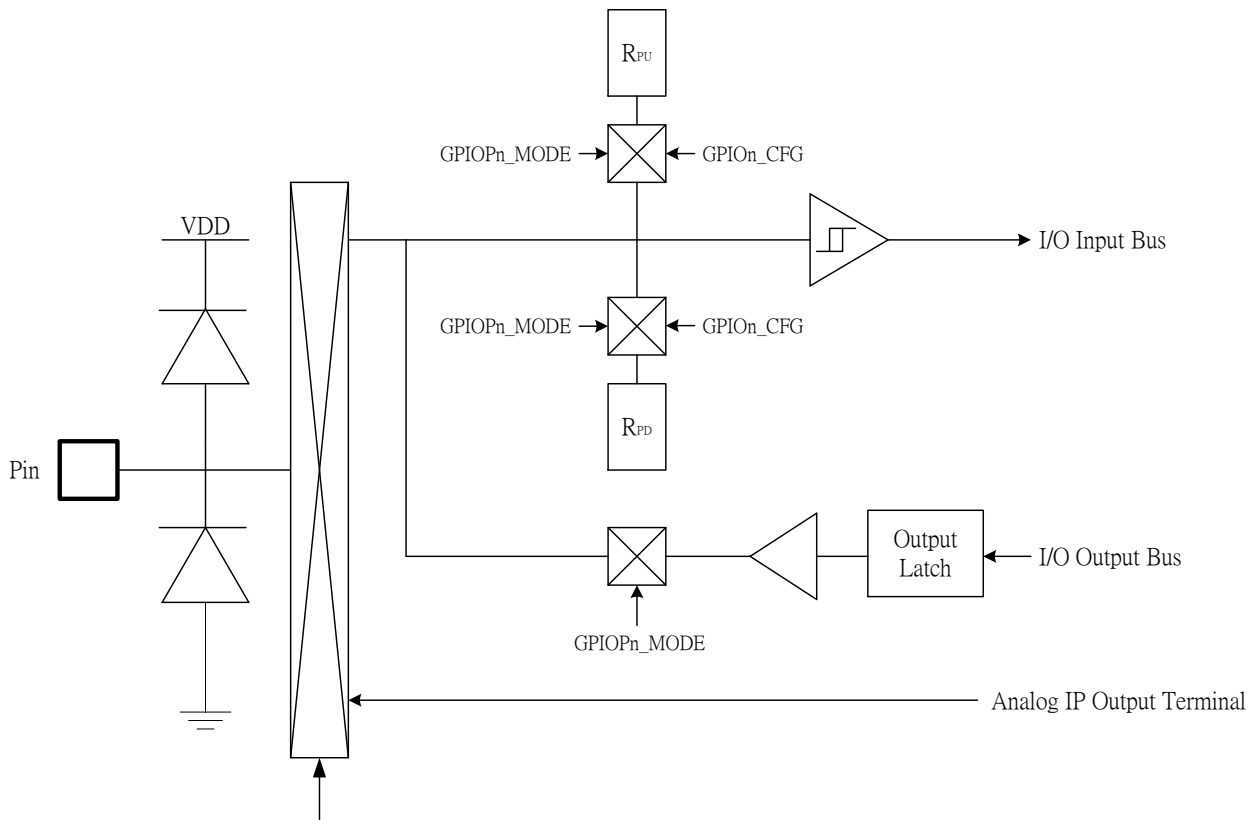 RPU
GPIOPn_MODE
GPIOn_CFG
VDD
I/O Input Bus
GPIOPn_MODE
GPIOn_CFG
RPD
Pin
Output
Latch
I/O Output Bus
GPIOPn_MODE
Analog IP Output Terminal